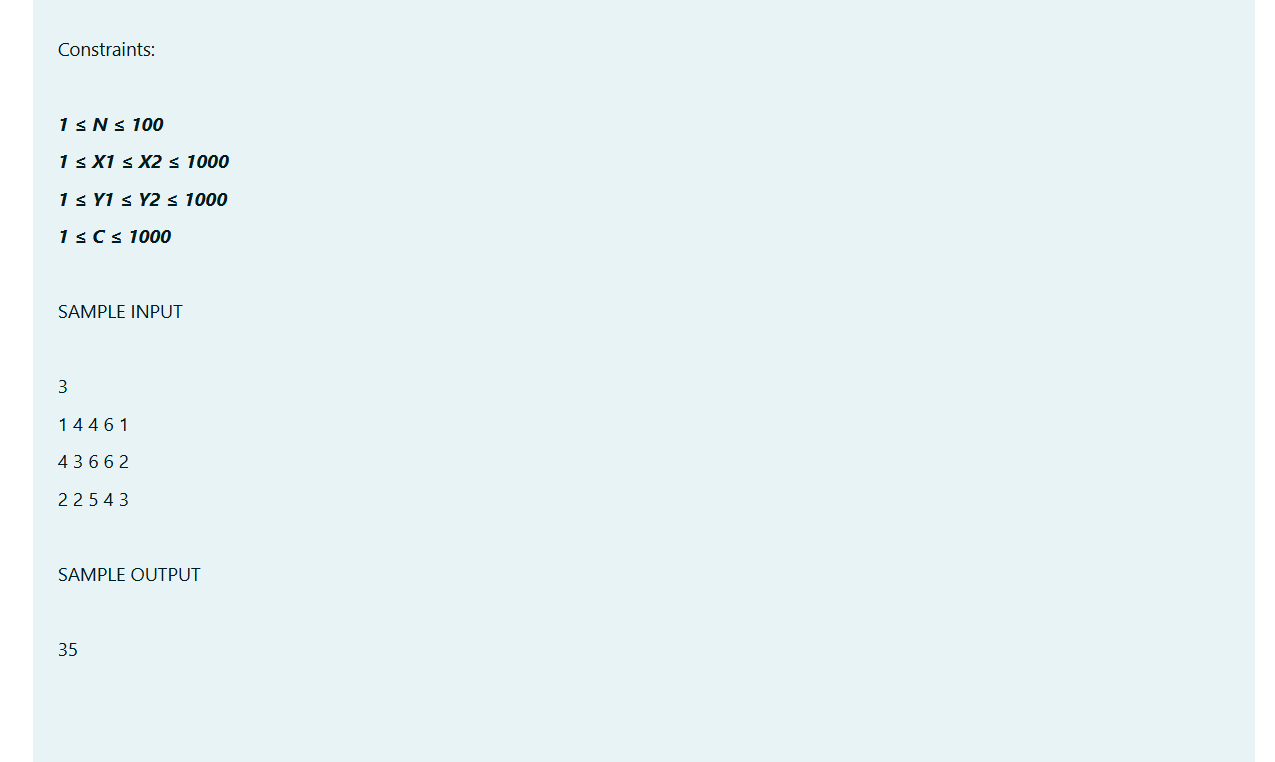 Constraints:
1 ≤ N ≤ 100
1 ≤ X1 ≤ X2 ≤ 1000
1 ≤ Y1 ≤ Y2 ≤ 1000
1 ≤ C ≤ 1000
SAMPLE INPUT
3
1 4 4 6 1
4 3 6 6 2
2 2 5 4 3
SAMPLE OUTPUT
35